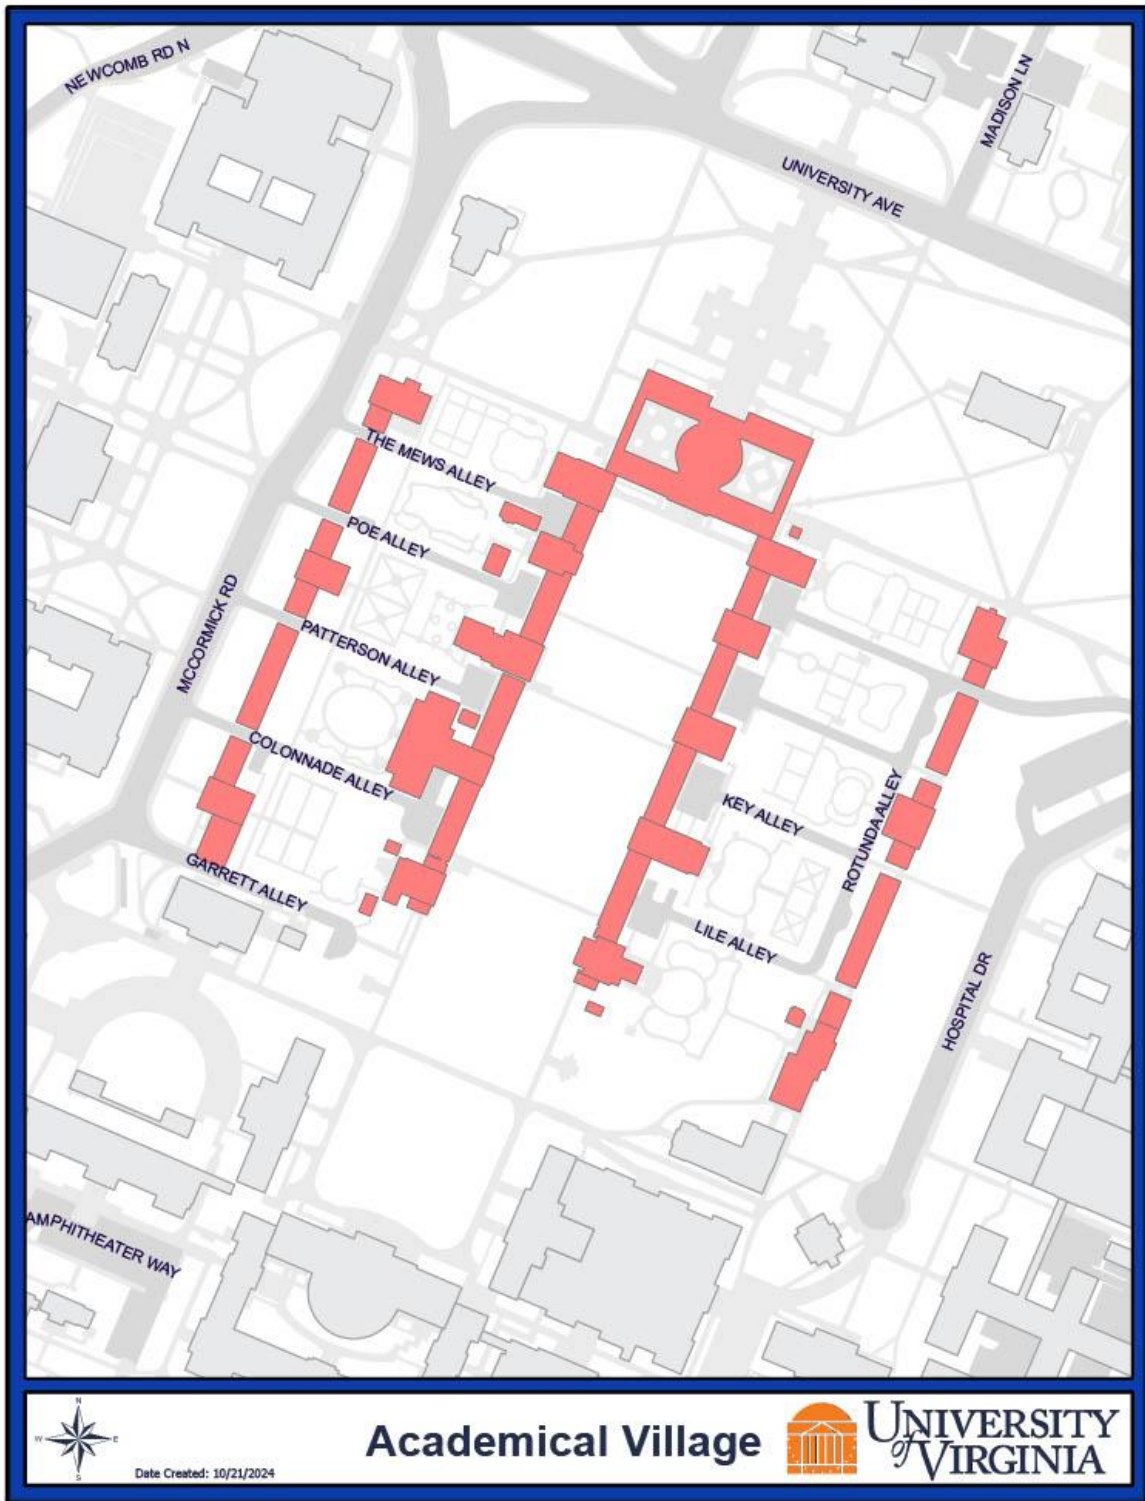 NEWCOMB RD N
MADISON LN
UNIVERSITY AVE
THE MEWS ALLEY
POE ALLEY
MCCORMICK RD
PATTERSON ALLEY
COLONNADE ALLEY
KEY ALLEY
ROTUNDA ALLEY
GARRETT ALLEY
LILE ALLEY
HOSPITAL DR
AMPHITHEATER WAY
N
W
E
S
Date Created: 10/21/2024
Academical Village
UNIVERSITY
of VIRGINIA